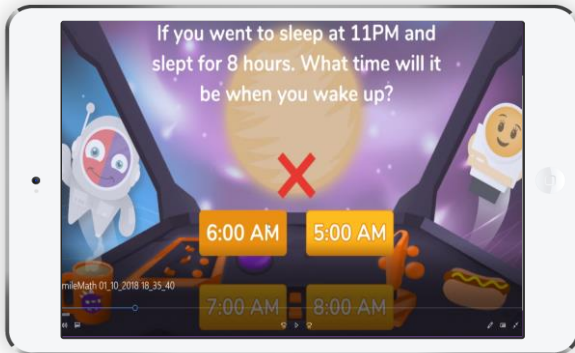 If you went to sleep at 11PM and
slept for 8 hours. What time will it
be when you wake up?
6:00 AM
5:00 AM
mileMath 01_10_2018 18_35_40
7:00 AM
8:00 AM